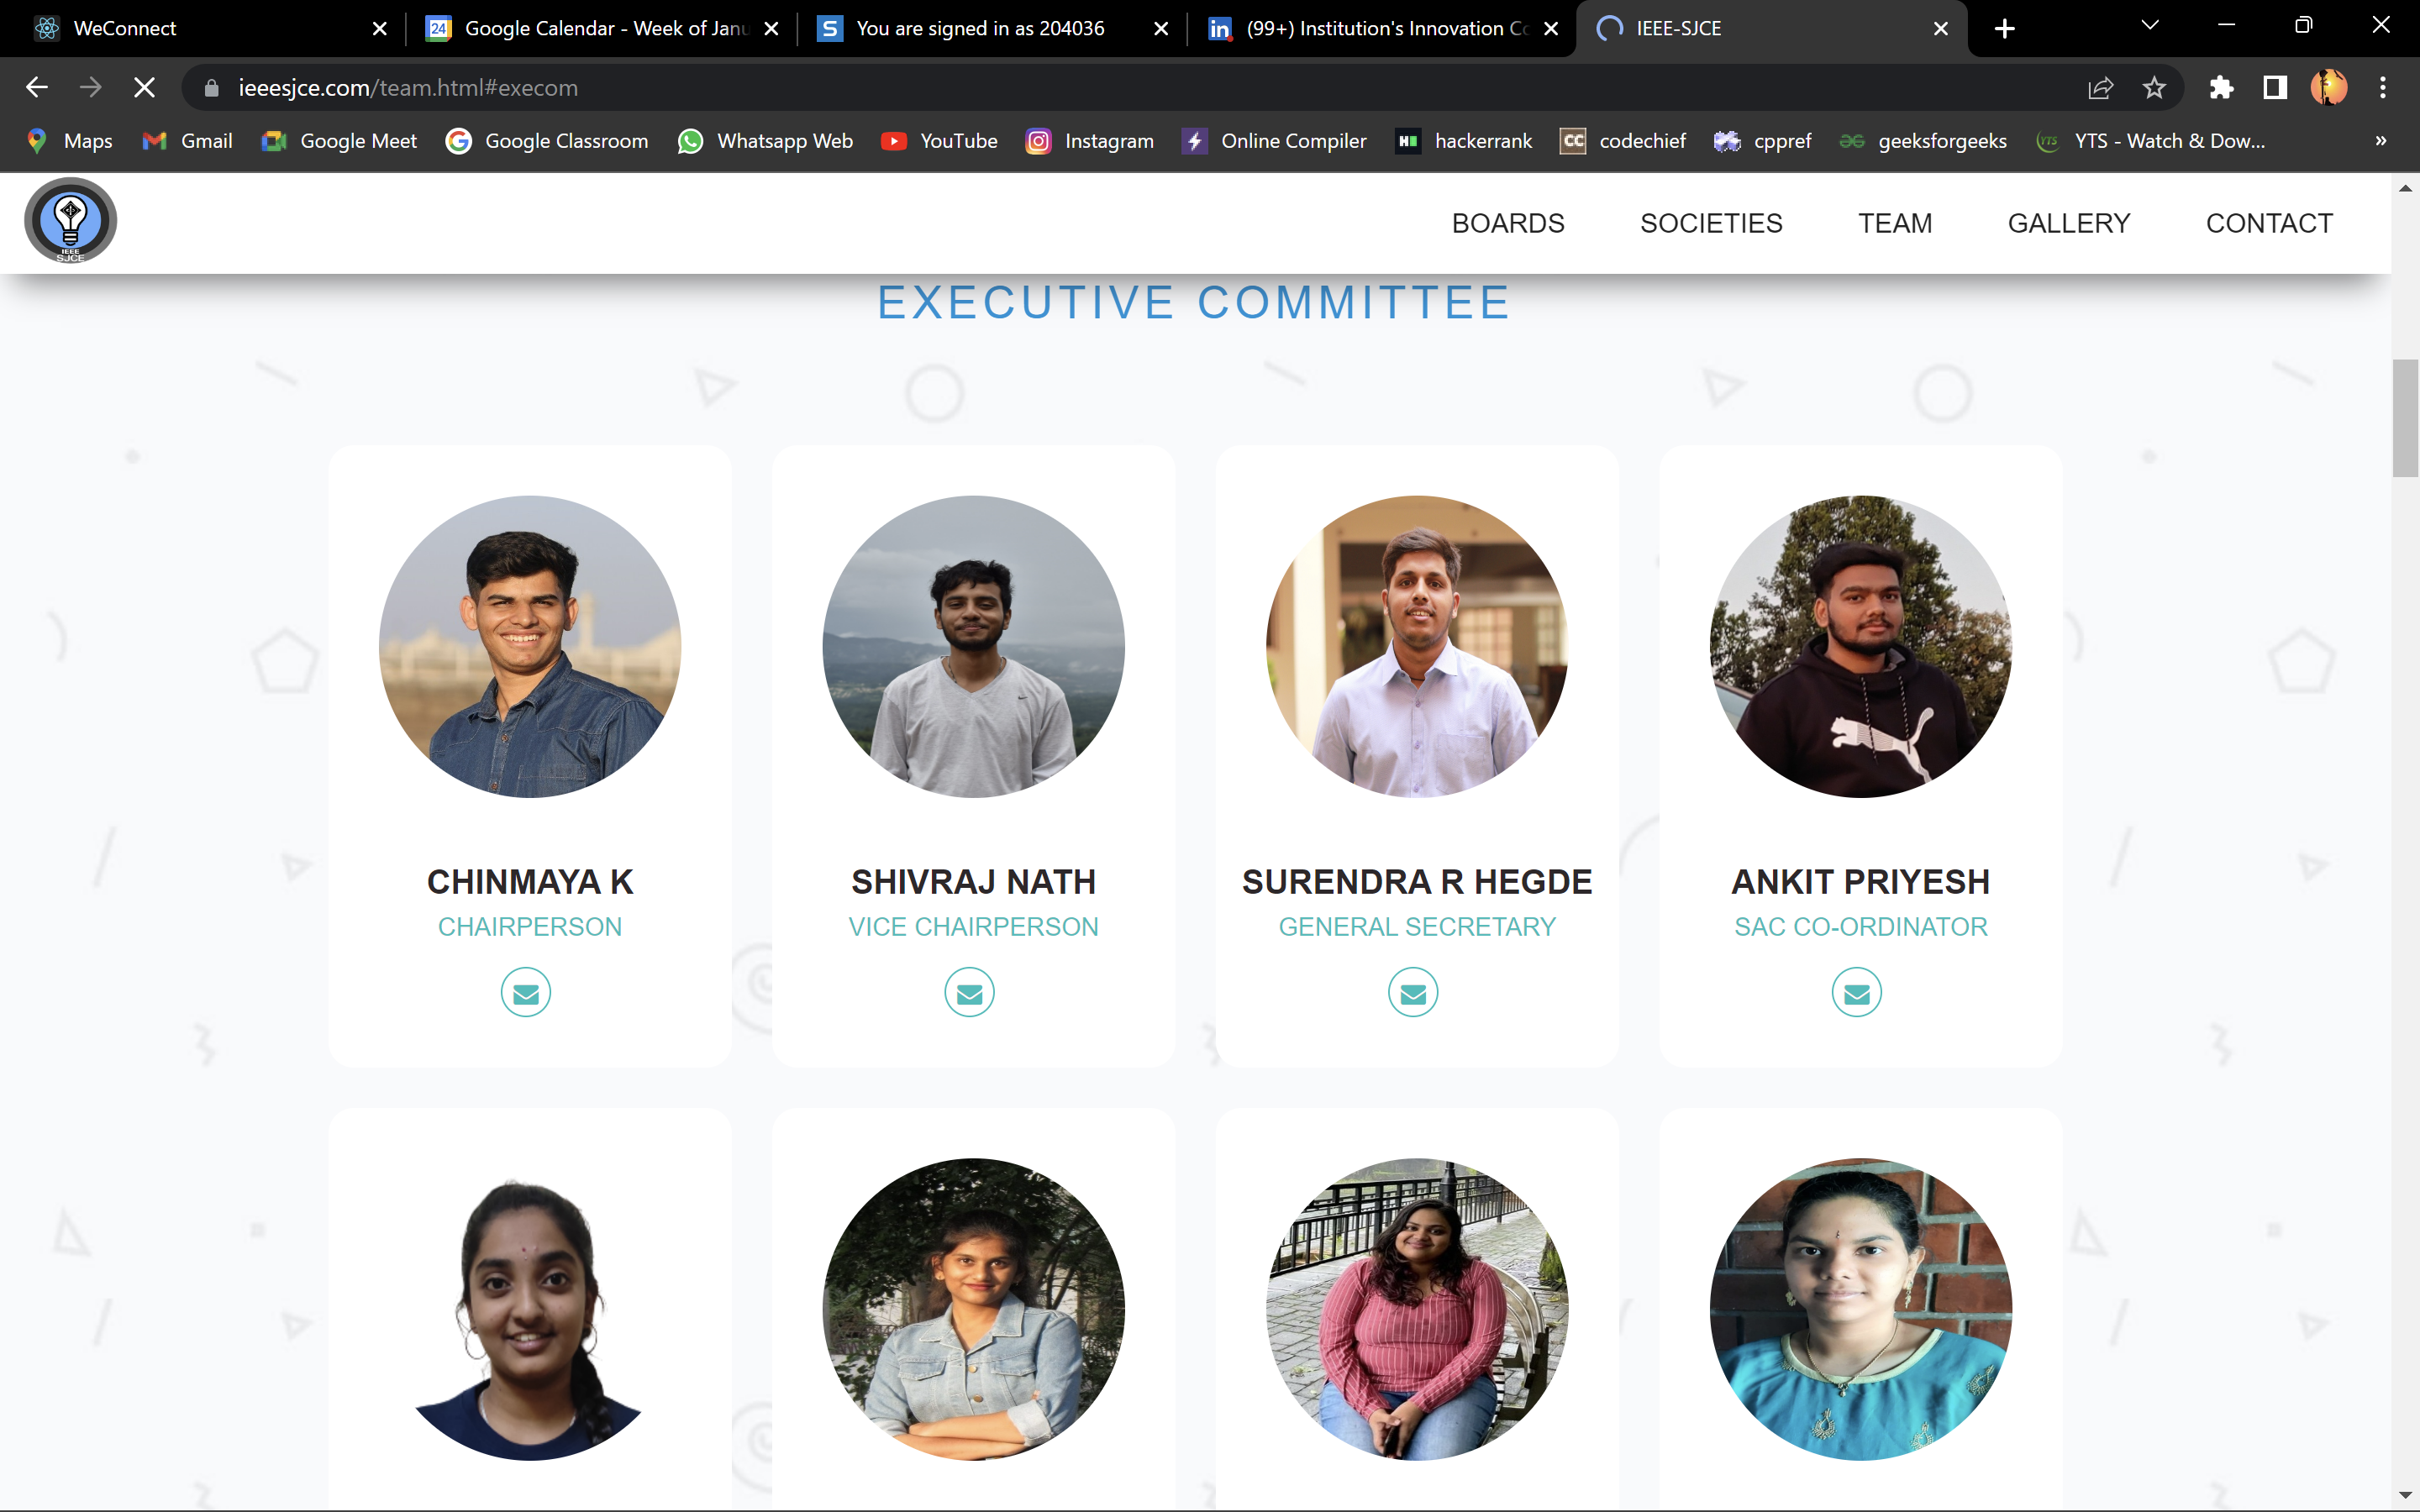 WeConnect
Google Calendar - Week of Janu
You are signed in as 204036
(99+) Institution's Innovation Co
IEEE-SJCE
ieeesjce.com/team.html#execom
Maps
Gmail
Google Meet
Google Classroom
Whatsapp Web
YouTube
Instagram
Online Compiler
hackerrank
codechief
cppref
geeksforgeeks
YTS - Watch & Dow...
IEEE
SJCE
BOARDS
SOCIETIES
TEAM
GALLERY
CONTACT
EXECUTIVE COMMITTEE
CHINMAYA K
CHAIRPERSON
SHIVRAJ NATH
VICE CHAIRPERSON
SURENDRA R HEGDE
GENERAL SECRETARY
ANKIT PRIYESH
SAC CO-ORDINATOR